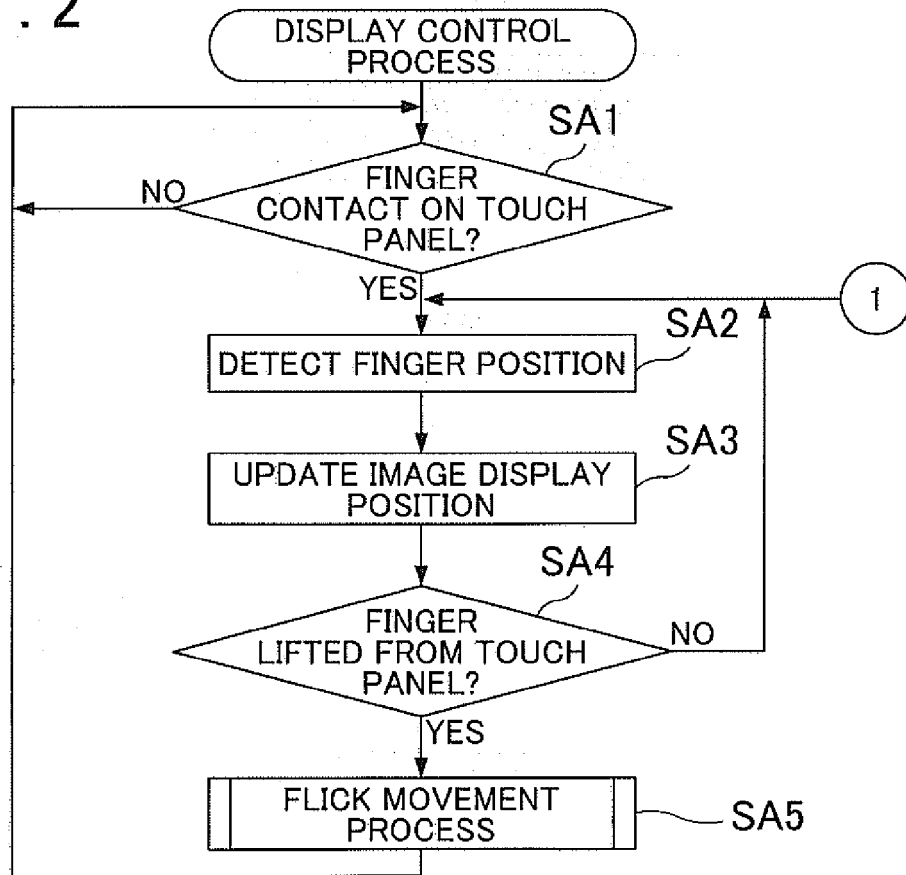 . 2
DISPLAY CONTROL
PROCESS
SA1
FINGER
CONTACT ON TOUCH
PANEL?
NO
YES
1
SA2
DETECT FINGER POSITION
SA3
UPDATE IMAGE DISPLAY
POSITION
SA4
FINGER
LIFTED FROM TOUCH
PANEL?
NO
YES
FLICK MOVEMENT
PROCESS
SA5